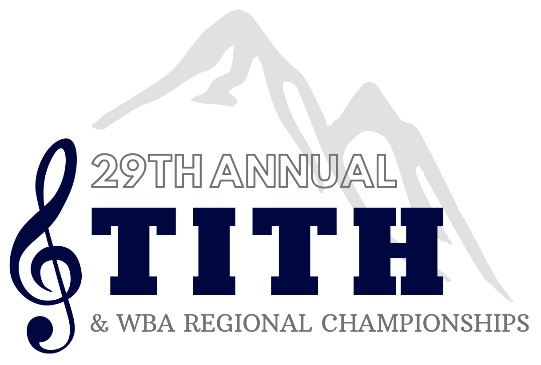 29TH ANNUAL
TITH
& WBA REGIONAL CHAMPIONSHIPS